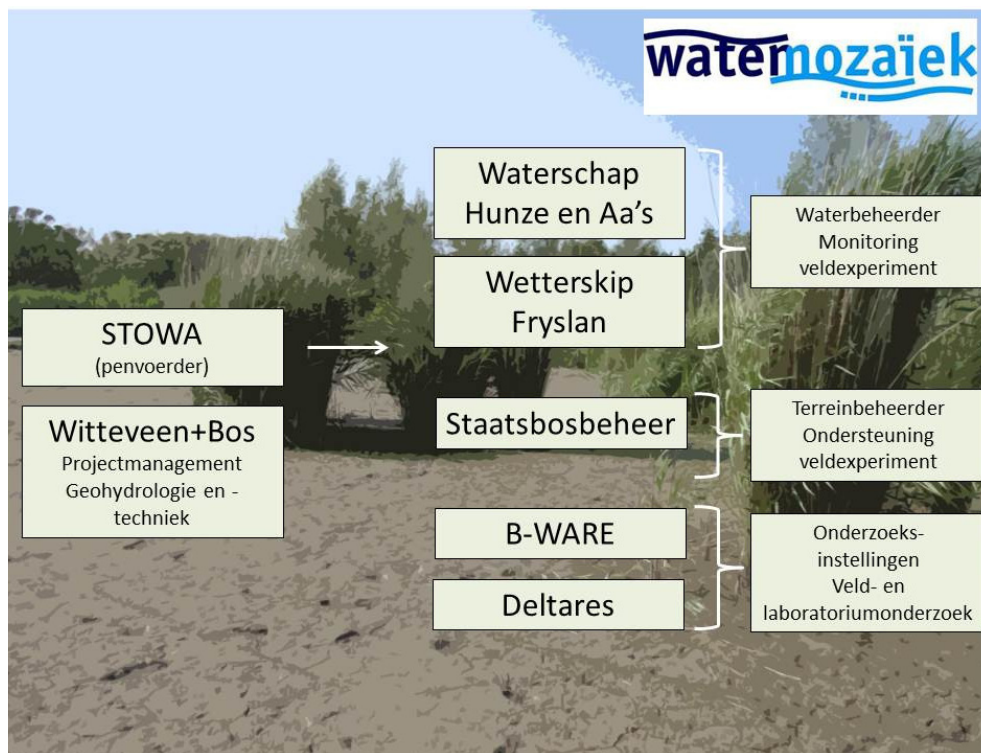 watermozaïek
STOWA
(penvoerder)
Witteveen+Bos
Projectmanagement
Geohydrologie en -
techniek
Waterschap
Hunze en Aa's
Wetterskip
Fryslan
Waterbeheerder
Monitoring
veldexperiment
Staatsbosbeheer
Terreinbeheerder
Ondersteuning
veldexperiment
B-WARE
Deltares
Onderzoeks-
instellingen
Veld- en
laboratoriumonderzoek